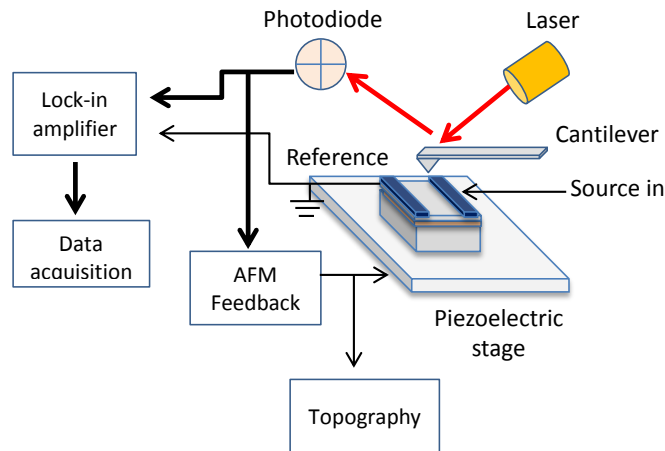 Photodiode
Laser
Lock-in
amplifier
Cantilever
Reference
Source in
Data
acquisition
AFM
Feedback
Piezoelectric
stage
Topography